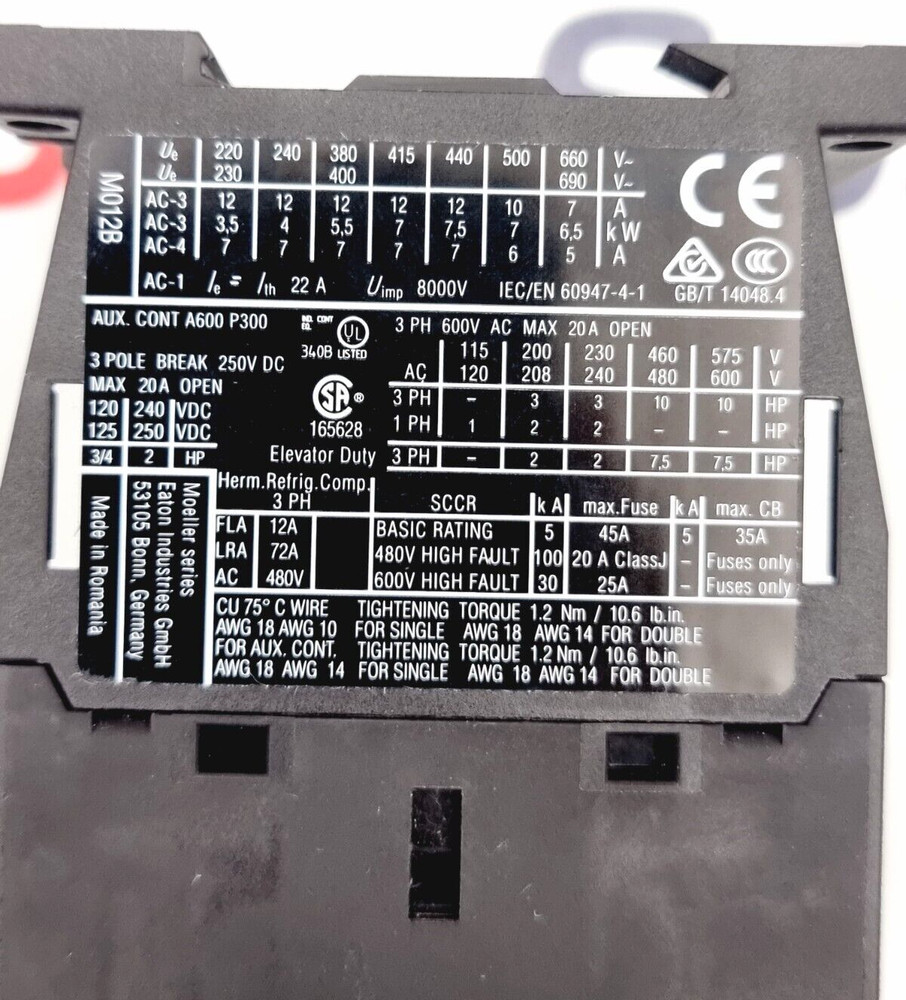 M012B
Ue 220 240 380 415 440 500 660 V~
Ue 230 400 690 V~
AC-3 12 12 12 12 12 10 7 A
AC-3 3,5 4 5,5 7 7,5 7 6,5 kW
AC-4 7 7 7 7 7 6 5 A
AC-1 Ie = Ith 22 A Uimp 8000V IEC/EN 60947-4-1
CE
CCC
GB/T 14048.4
AUX. CONT A600 P300
IND. CONT
EQ.
UL
340B LISTED
3 POLE BREAK 250V DC
MAX 20A OPEN
120 240 VDC
125 250 VDC
3/4 2 HP
SA ®
165628
3 PH 600V AC MAX 20A OPEN
115 200 230 460 575 V
AC 120 208 240 480 600 V
3 PH – 3 3 10 10 HP
1 PH 1 2 2 – – HP
Elevator Duty 3 PH – 2 2 7,5 7,5 HP
Herm.Refrig.Comp.
3 PH
FLA 12A
LRA 72A
AC 480V
SCCR kA max.Fuse kA max. CB
BASIC RATING 5 45A 5 35A
480V HIGH FAULT 100 20 A ClassJ – Fuses only
600V HIGH FAULT 30 25A – Fuses only
Moeller series
Eaton Industries GmbH
53105 Bonn, Germany
Made in Romania
CU 75° C WIRE TIGHTENING TORQUE 1.2 Nm / 10.6 lb.in.
AWG 18 AWG 10 FOR SINGLE AWG 18 AWG 14 FOR DOUBLE
FOR AUX. CONT. TIGHTENING TORQUE 1.2 Nm / 10.6 lb.in.
AWG 18 AWG 14 FOR SINGLE AWG 18 AWG 14 FOR DOUBLE